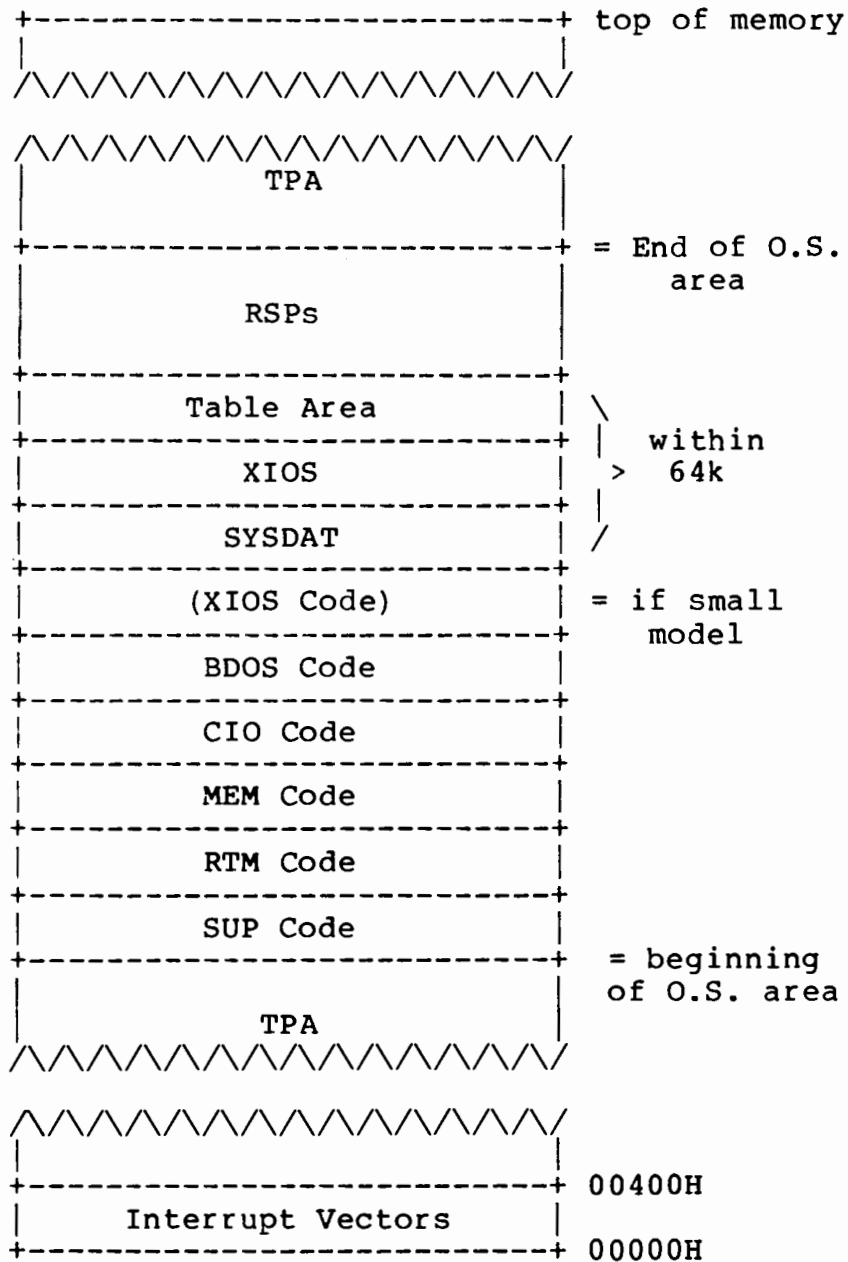 top of memory
TPA
= End of O.S.
area
RSPs
Table Area
within
XIOS
> 64k
SYSDAT
(XIOS Code) = if small
model
BDOS Code
CIO Code
MEM Code
RTM Code
SUP Code
= beginning
of O.S. area
TPA
00400H
Interrupt Vectors
00000H